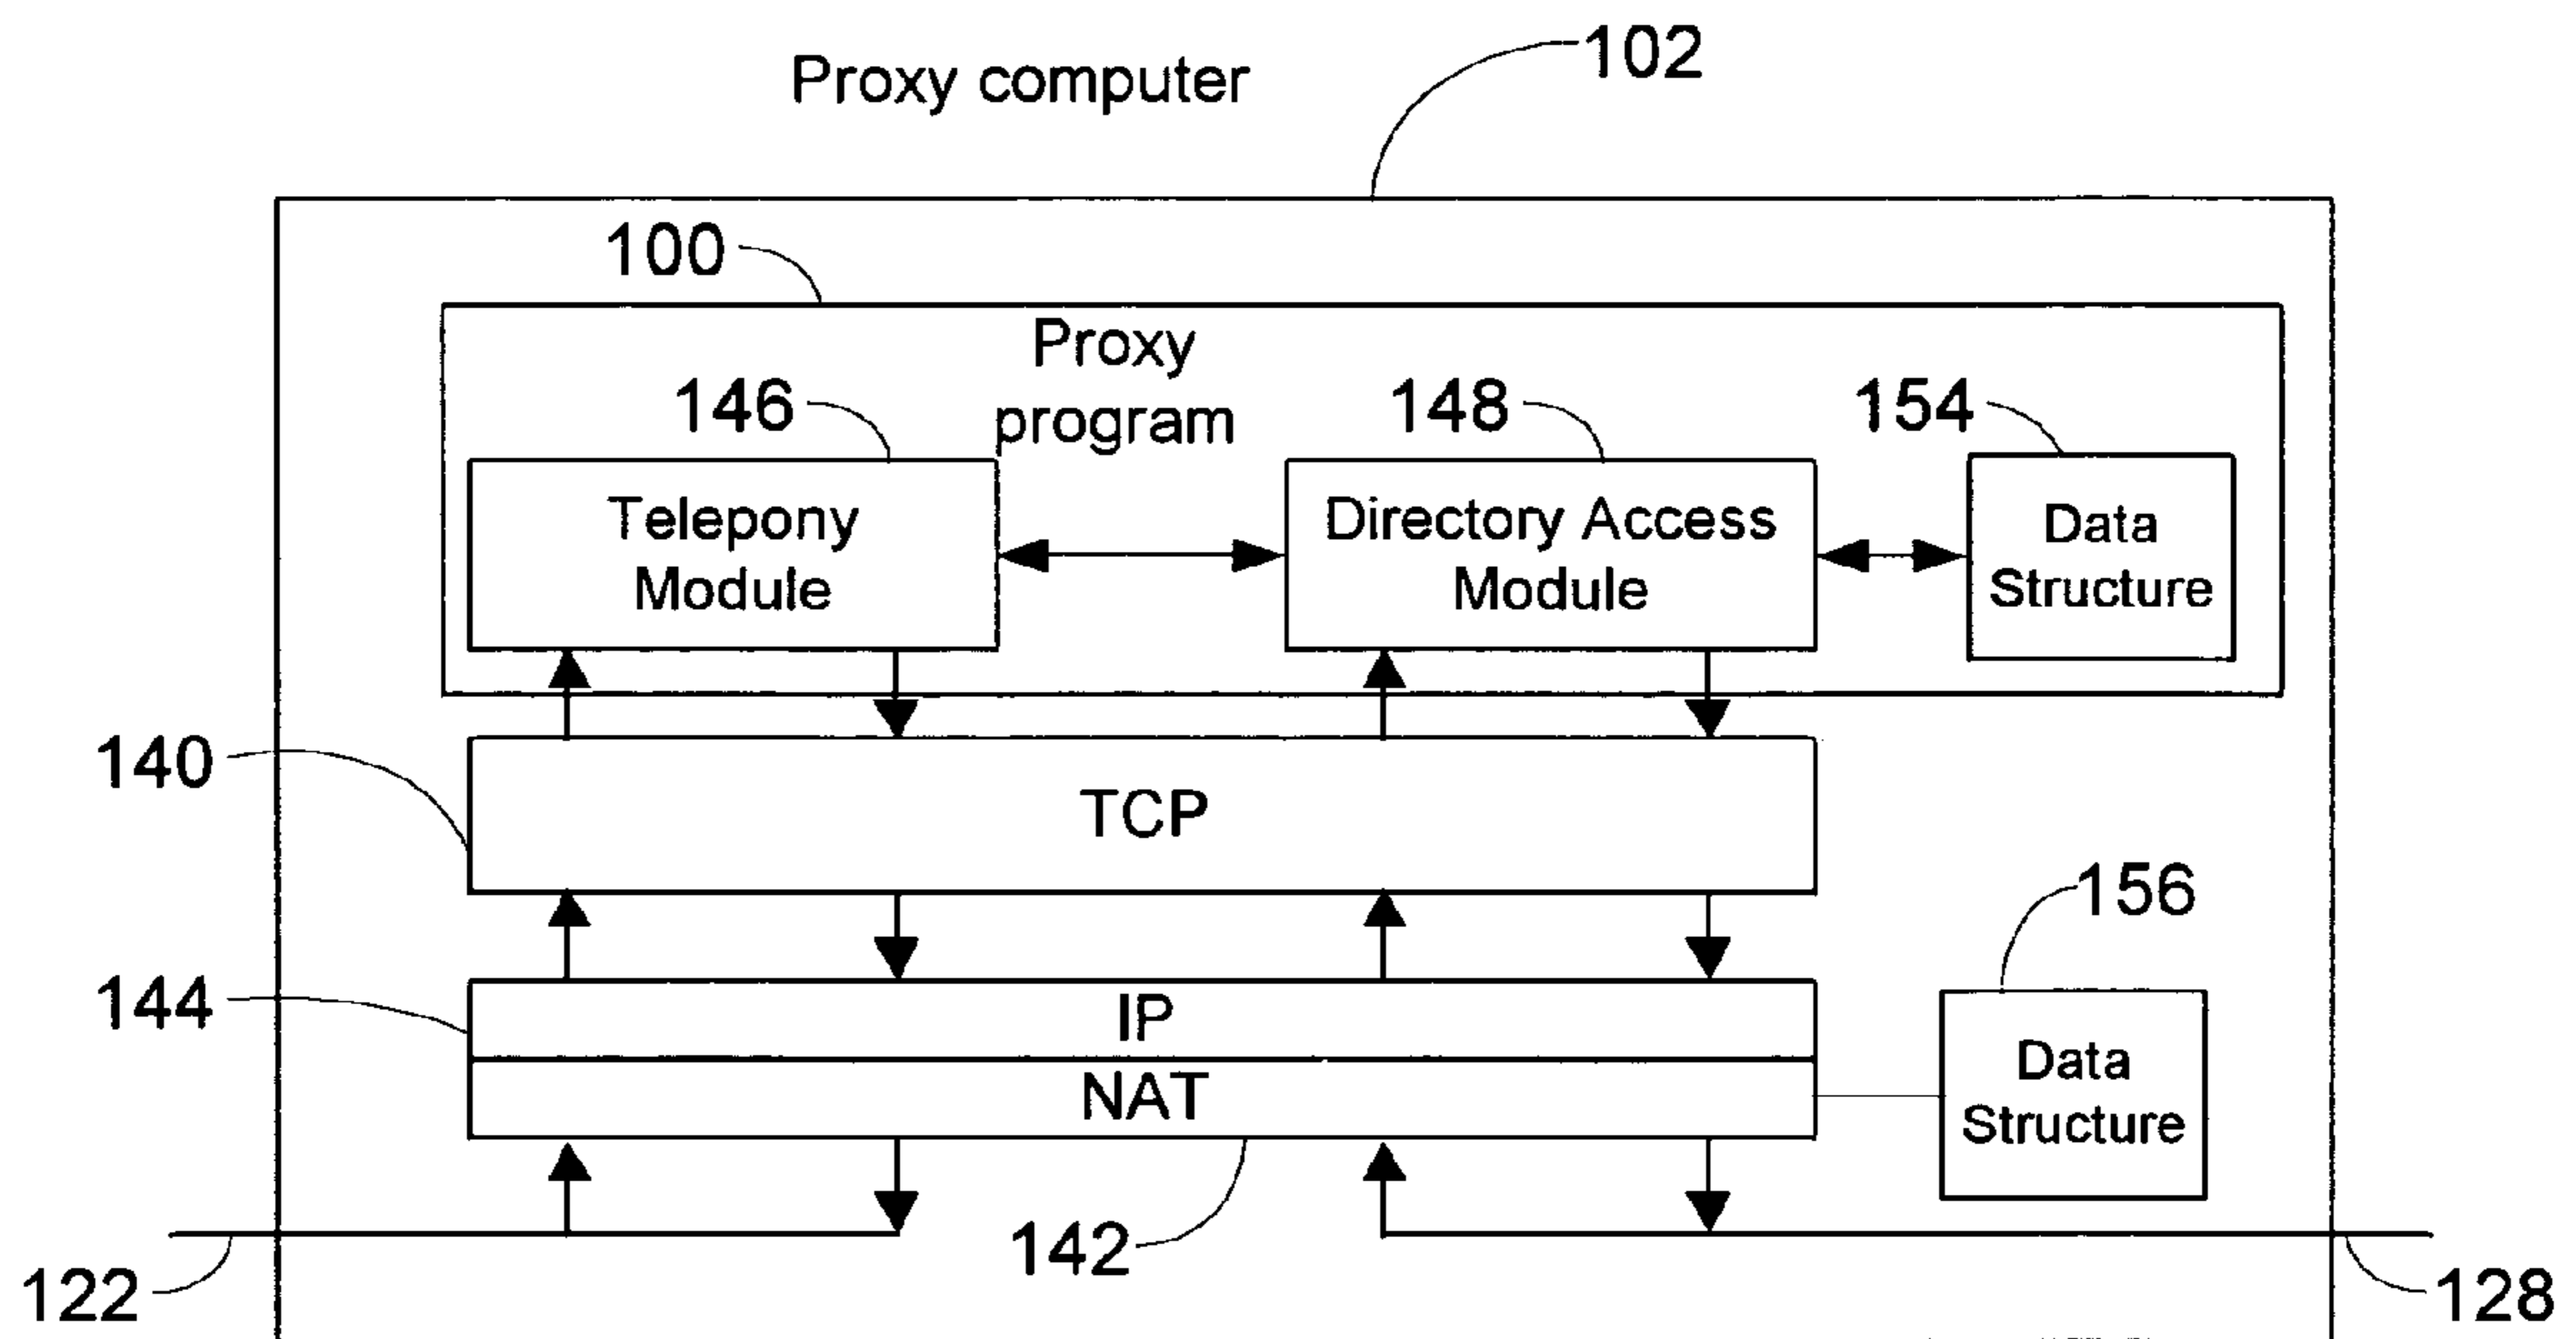 Proxy computer
102
100
Proxy
program
146
148
154
Telepony
Module
Directory Access
Module
Data
Structure
140
TCP
156
144
IP
NAT
Data
Structure
142
122
128